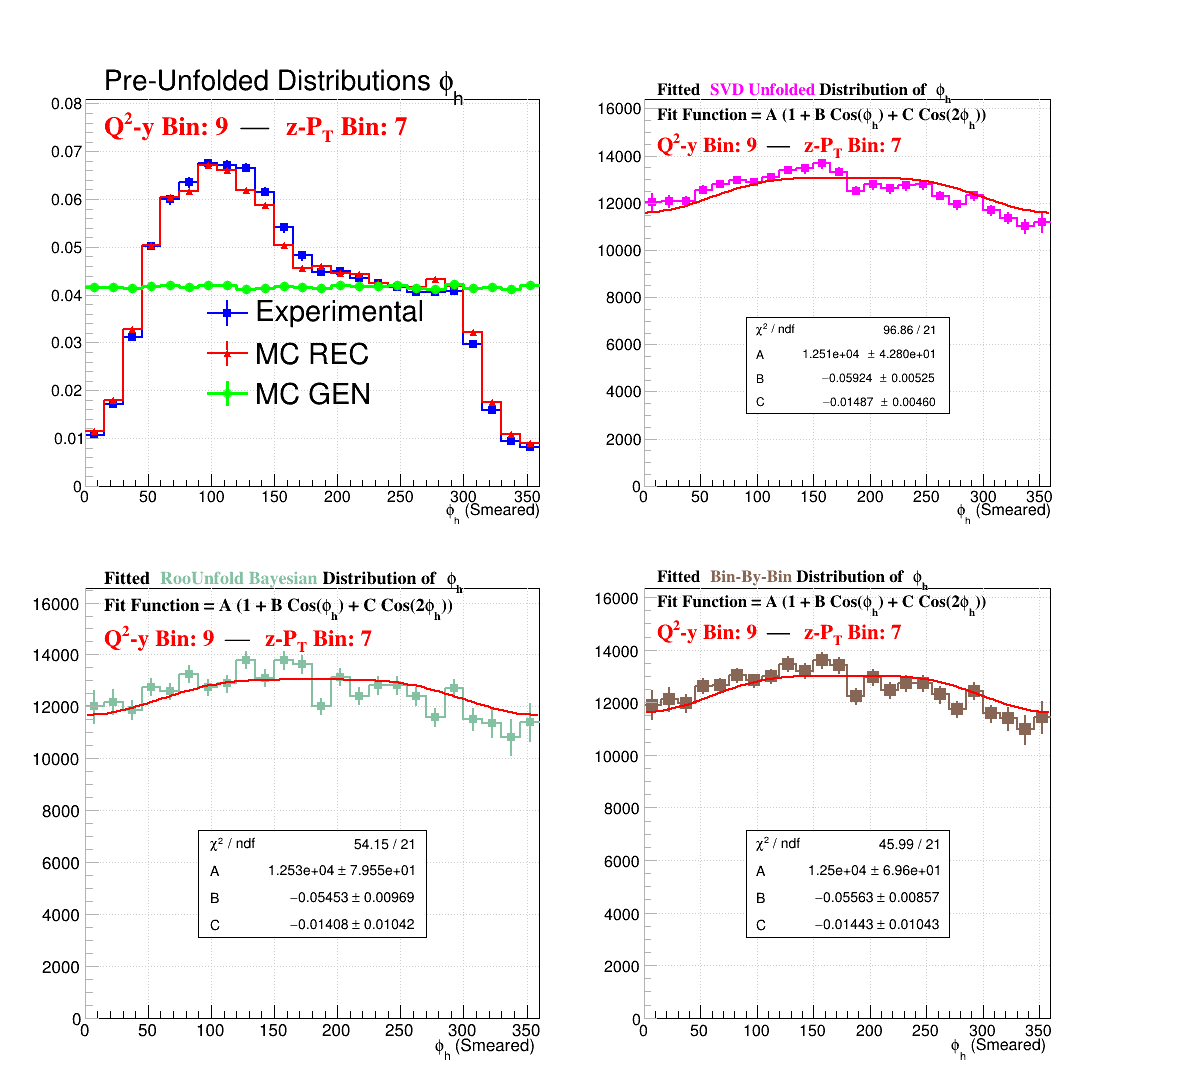 Pre-Unfolded Distributions ϕh
Q²-y Bin: 9 — z-PT Bin: 7
0.08
0.07
0.06
0.05
0.04
0.03
0.02
0.01
0
Experimental
MC REC
MC GEN
0 50 100 150 200 250 300 350
ϕh (Smeared)
Fitted SVD Unfolded Distribution of ϕh
Fit Function = A (1 + B Cos(ϕh) + C Cos(2ϕh))
Q²-y Bin: 9 — z-PT Bin: 7
16000
14000
12000
10000
8000
6000
4000
2000
0
χ² / ndf 96.86 / 21
A 1.251e+04 ± 4.280e+01
B −0.05924 ± 0.00525
C −0.01487 ± 0.00460
0 50 100 150 200 250 300 350
ϕh (Smeared)
Fitted RooUnfold Bayesian Distribution of ϕh
Fit Function = A (1 + B Cos(ϕh) + C Cos(2ϕh))
Q²-y Bin: 9 — z-PT Bin: 7
16000
14000
12000
10000
8000
6000
4000
2000
0
χ² / ndf 54.15 / 21
A 1.253e+04 ± 7.955e+01
B −0.05453 ± 0.00969
C −0.01408 ± 0.01042
0 50 100 150 200 250 300 350
ϕh (Smeared)
Fitted Bin-By-Bin Distribution of ϕh
Fit Function = A (1 + B Cos(ϕh) + C Cos(2ϕh))
Q²-y Bin: 9 — z-PT Bin: 7
16000
14000
12000
10000
8000
6000
4000
2000
0
χ² / ndf 45.99 / 21
A 1.25e+04 ± 6.96e+01
B −0.05563 ± 0.00857
C −0.01443 ± 0.01043
0 50 100 150 200 250 300 350
ϕh (Smeared)